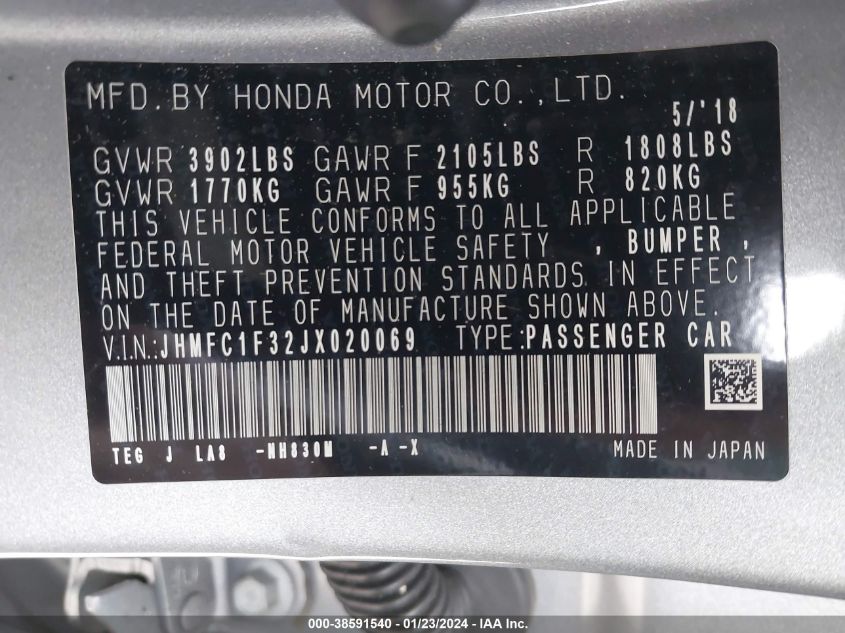 MFD.BY HONDA MOTOR CO.,LTD.
5/'18
GVWR 3902LBS GAWR F 2105LBS R 1808LBS
GVWR 1770KG GAWR F 955KG R 820KG
THIS VEHICLE CONFORMS TO ALL APPLICABLE
FEDERAL MOTOR VEHICLE SAFETY , BUMPER ,
AND THEFT PREVENTION STANDARDS IN EFFECT
ON THE DATE OF MANUFACTURE SHOWN ABOVE.
V.I.N.:JHMFC1F32JX020069 TYPE:PASSENGER CAR
TEG J LA8 -NH830M -A -X
MADE IN JAPAN
000-38591540 - 01/23/2024 - IAA Inc.